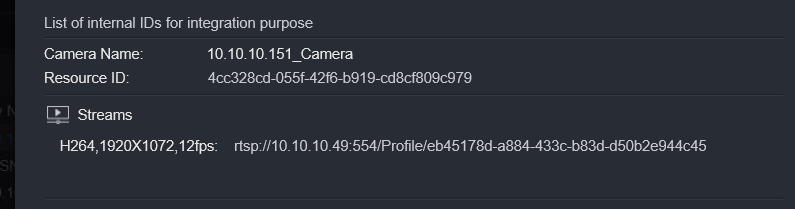 List of internal IDs for integration purpose
Camera Name: 10.10.10.151_Camera
Resource ID: 4cc328cd-055f-42f6-b919-cd8cf809c979
Streams
H264,1920X1072,12fps: rtsp://10.10.10.49:554/Profile/eb45178d-a884-433c-b83d-d50b2e944c45